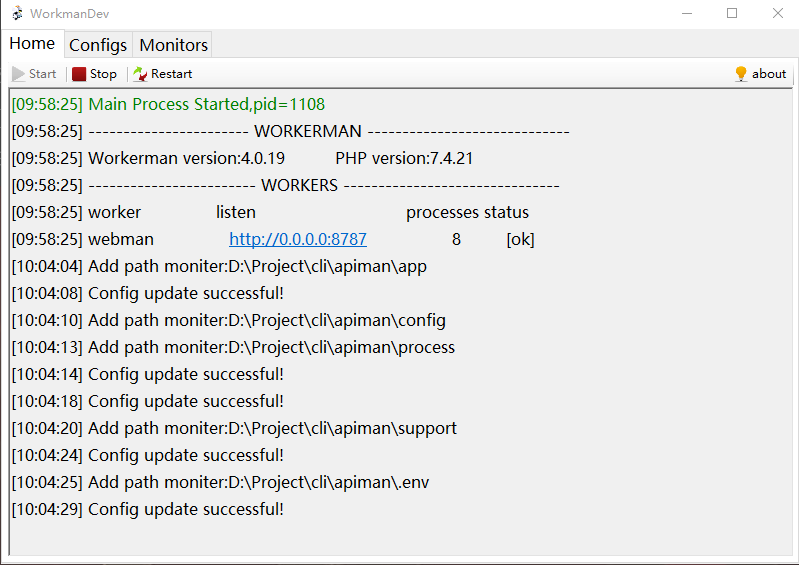 WorkmanDev
Home Configs Monitors
Start Stop Restart about
[09:58:25] Main Process Started,pid=1108
[09:58:25] ----------------------- WORKERMAN -----------------------------
[09:58:25] Workerman version:4.0.19 PHP version:7.4.21
[09:58:25] ------------------------ WORKERS -------------------------------
[09:58:25] worker listen processes status
[09:58:25] webman http://0.0.0.0:8787 8 [ok]
[10:04:04] Add path moniter:D:\Project\cli\apiman\app
[10:04:08] Config update successful!
[10:04:10] Add path moniter:D:\Project\cli\apiman\config
[10:04:13] Add path moniter:D:\Project\cli\apiman\process
[10:04:14] Config update successful!
[10:04:18] Config update successful!
[10:04:20] Add path moniter:D:\Project\cli\apiman\support
[10:04:24] Config update successful!
[10:04:25] Add path moniter:D:\Project\cli\apiman\.env
[10:04:29] Config update successful!